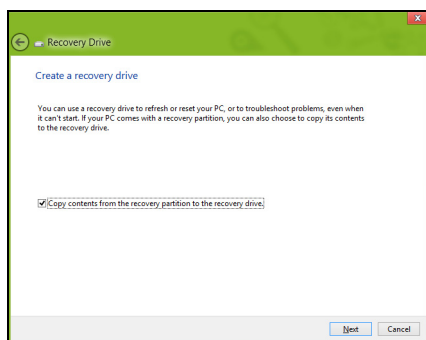 Recovery Drive
Create a recovery drive
You can use a recovery drive to refresh or reset your PC, or to troubleshoot problems, even when
it can't start. If your PC comes with a recovery partition, you can also choose to copy its contents
to the recovery drive.
Copy contents from the recovery partition to the recovery drive.
Next Cancel